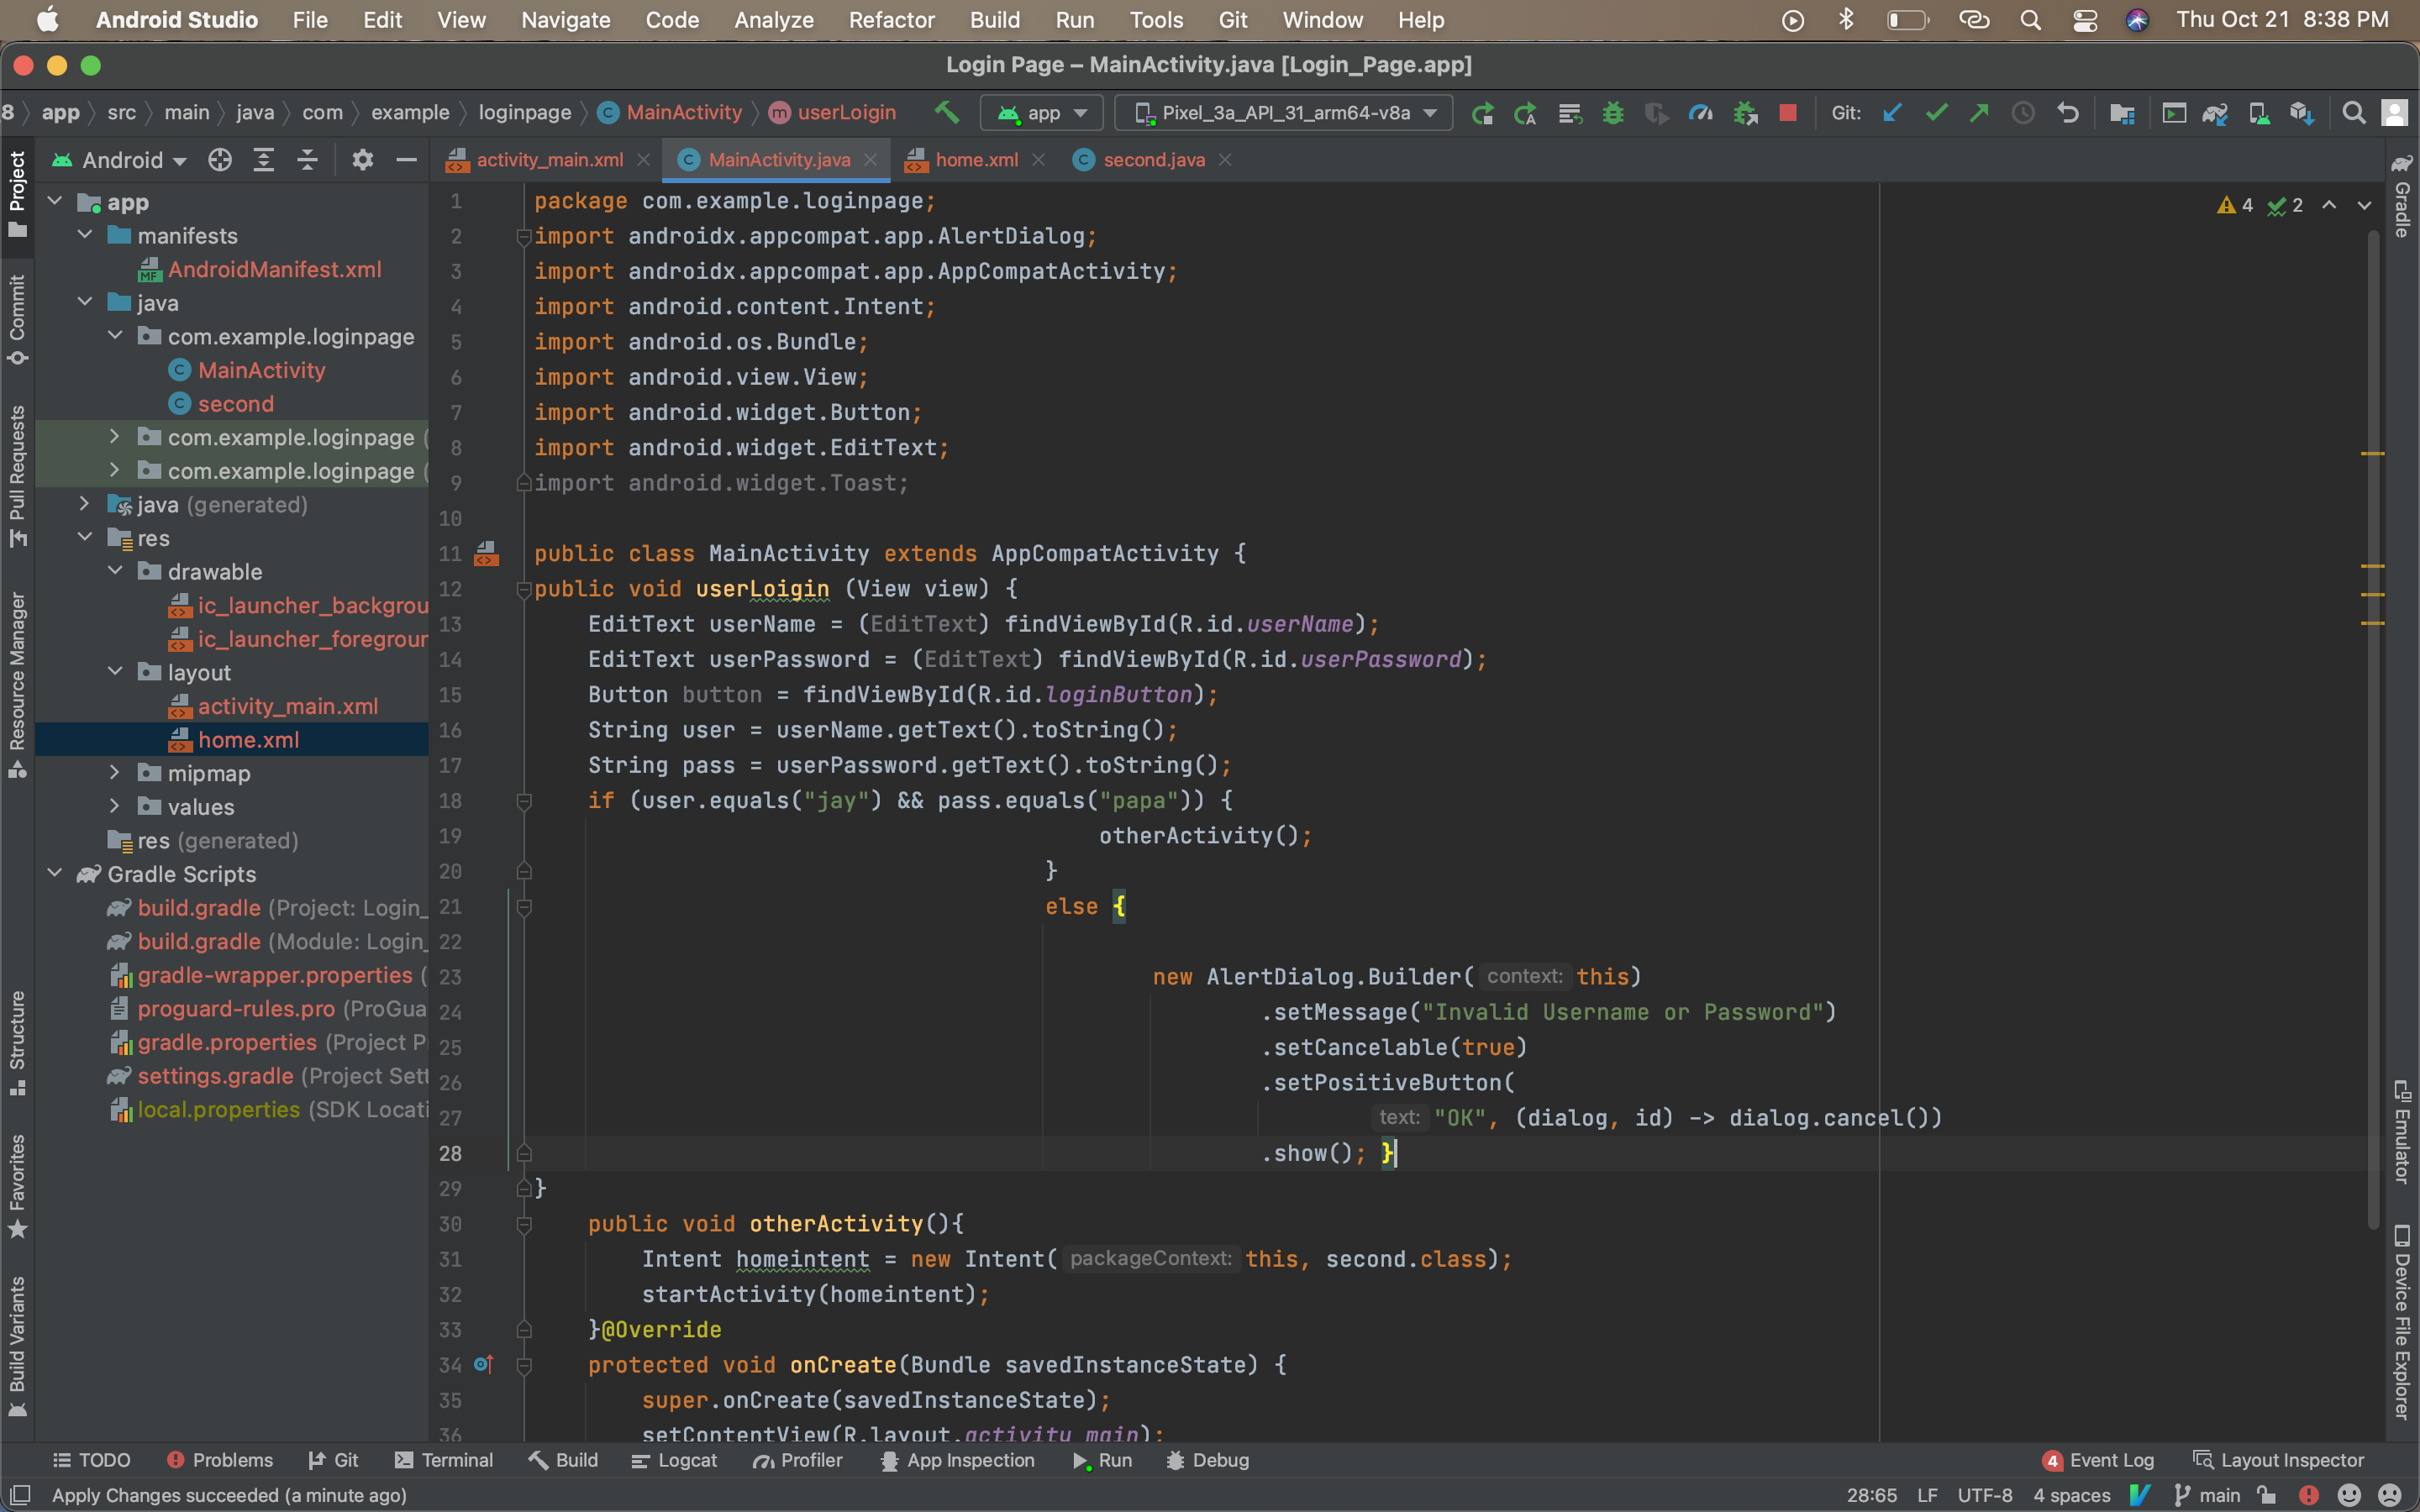 Android Studio File Edit View Navigate Code Analyze Refactor Build Run Tools Git Window Help Thu Oct 21 8:38 PM
Login Page – MainActivity.java [Login_Page.app]
8 app src main java com example loginpage C MainActivity m userLoigin app Pixel_3a_API_31_arm64-v8a Git:
Android activity_main.xml C MainActivity.java home.xml C second.java
Project
Commit
Pull Requests
Resource Manager
Structure
Favorites
Build Variants
app
manifests
MF AndroidManifest.xml
java
com.example.loginpage
C MainActivity
C second
com.example.loginpage (
com.example.loginpage (
java (generated)
res
drawable
ic_launcher_backgrou
ic_launcher_foregrour
layout
activity_main.xml
home.xml
mipmap
values
res (generated)
Gradle Scripts
build.gradle (Project: Login_
build.gradle (Module: Login_
gradle-wrapper.properties (
proguard-rules.pro (ProGua
gradle.properties (Project P
settings.gradle (Project Sett
local.properties (SDK Locati
4 2
1 package com.example.loginpage;
2 import androidx.appcompat.app.AlertDialog;
3 import androidx.appcompat.app.AppCompatActivity;
4 import android.content.Intent;
5 import android.os.Bundle;
6 import android.view.View;
7 import android.widget.Button;
8 import android.widget.EditText;
9 import android.widget.Toast;
10
11 public class MainActivity extends AppCompatActivity {
12 public void userLoigin (View view) {
13 EditText userName = (EditText) findViewById(R.id.userName);
14 EditText userPassword = (EditText) findViewById(R.id.userPassword);
15 Button button = findViewById(R.id.loginButton);
16 String user = userName.getText().toString();
17 String pass = userPassword.getText().toString();
18 if (user.equals("jay") && pass.equals("papa")) {
19 otherActivity();
20 }
21 else {
22
23 new AlertDialog.Builder( context: this)
24 .setMessage("Invalid Username or Password")
25 .setCancelable(true)
26 .setPositiveButton(
27 text: "OK", (dialog, id) -> dialog.cancel())
28 .show(); }
29 }
30 public void otherActivity(){
31 Intent homeintent = new Intent( packageContext: this, second.class);
32 startActivity(homeintent);
33 }@Override
34 protected void onCreate(Bundle savedInstanceState) {
35 super.onCreate(savedInstanceState);
36 setContentView(R.layout.activity_main);
Gradle
Emulator
Device File Explorer
TODO Problems Git Terminal Build Logcat Profiler App Inspection Run Debug 4 Event Log Layout Inspector
Apply Changes succeeded (a minute ago) 28:65 LF UTF-8 4 spaces main